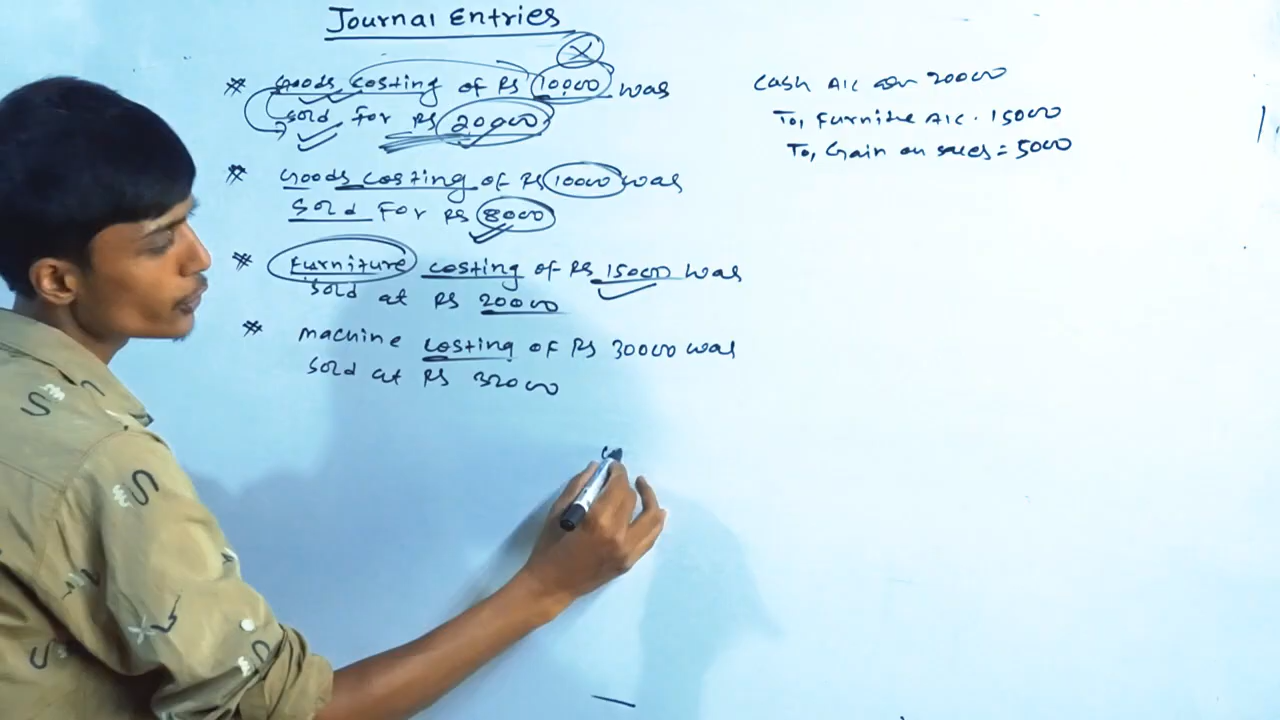 Journal Entries
* Goods costing of Rs 10000 was
sold for Rs 20000
* Goods costing of Rs 10000 was
sold for Rs 8000
* Furniture costing of Rs 15000 was
sold at Rs 20000
* machine costing of Rs 30000 was
sold at Rs 32000
Cash A/c 20000
To, Furniture A/c. 15000
To, Gain on sales = 5000